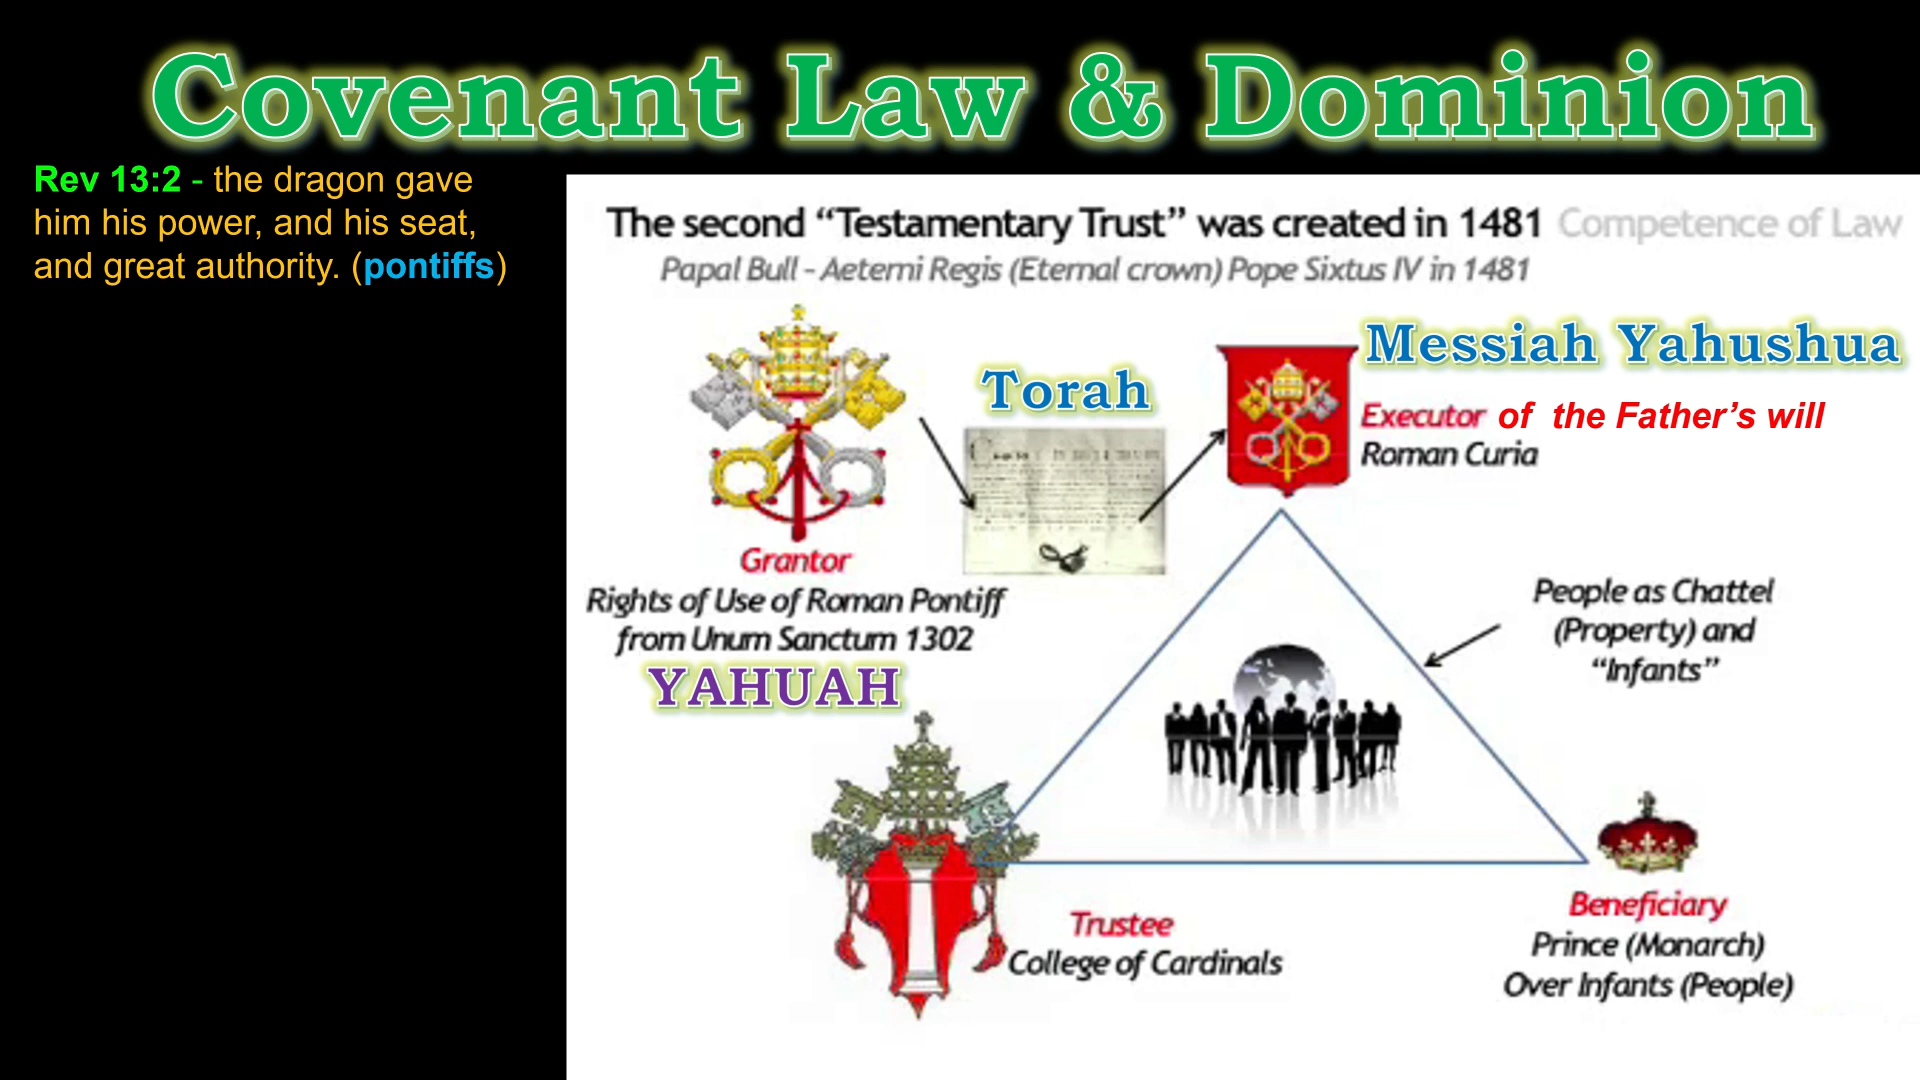 Covenant Law & Dominion
Rev 13:2 - the dragon gave
him his power, and his seat,
and great authority. (pontiffs)
The second “Testamentary Trust” was created in 1481 Competence of Law
Papal Bull - Aeterni Regis (Eternal crown) Pope Sixtus IV in 1481
Messiah Yahushua
Torah
Executor of the Father’s will
Roman Curia
Grantor
Rights of Use of Roman Pontiff
from Unum Sanctum 1302
YAHUAH
People as Chattel
(Property) and
“Infants”
Trustee
College of Cardinals
Beneficiary
Prince (Monarch)
Over Infants (People)